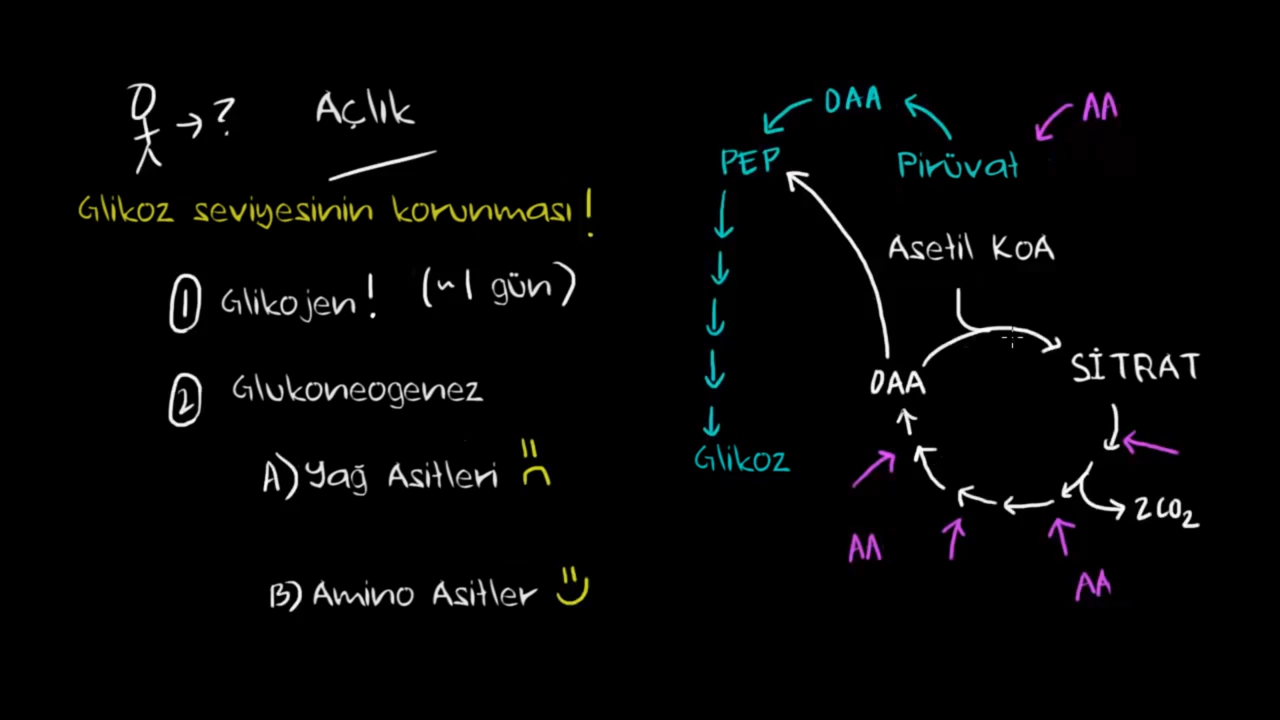 → ? Açlık
Glikoz seviyesinin korunması!
1 Glikojen! (~1 gün)
2 Glukoneogenez
A) Yağ Asitleri
B) Amino Asitler
OAA
AA
PEP
Pirüvat
Asetil KoA
OAA
SİTRAT
Glikoz
2CO₂
AA
AA